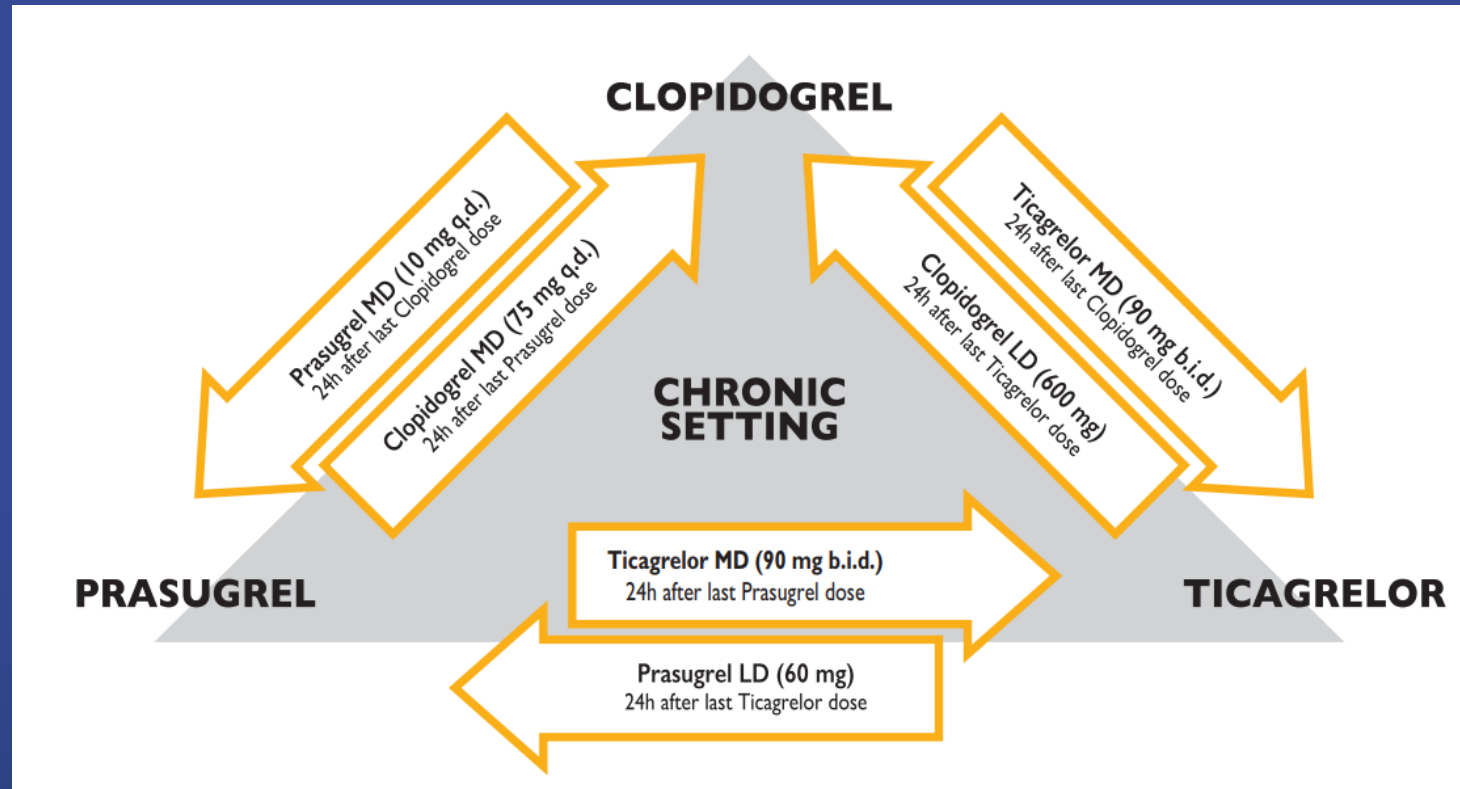 CLOPIDOGREL
Prasugrel MD (10 mg q.d.)
24h after last Clopidogrel dose
Clopidogrel MD (75 mg q.d.)
24h after last Prasugrel dose
Ticagrelor MD (90 mg b.i.d.)
24h after last Clopidogrel dose
Clopidogrel LD (600 mg)
24h after last Ticagrelor dose
CHRONIC
SETTING
PRASUGREL
Ticagrelor MD (90 mg b.i.d.)
24h after last Prasugrel dose
TICAGRELOR
Prasugrel LD (60 mg)
24h after last Ticagrelor dose